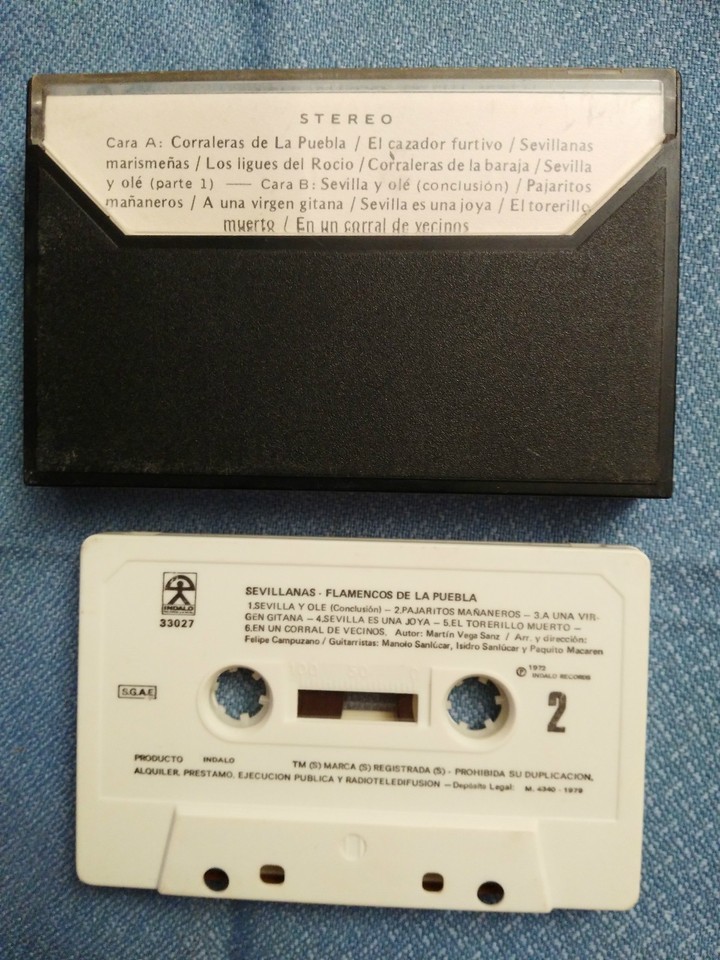 STEREO
Cara A: Corraleras de La Puebla / El cazador furtivo / Sevillanas
marismeñas / Los ligues del Rocio / Corraleras de la baraja / Sevilla
y olé (parte 1) — Cara B: Sevilla y olé (conclusión) / Pajaritos
mañaneros / A una virgen gitana / Sevilla es una joya / El torerillo
muerto / En un corral de vecinos
INDALO
33027
SEVILLANAS - FLAMENCOS DE LA PUEBLA
1.SEVILLA Y OLE (Conclusión) – 2.PAJARITOS MAÑANEROS – 3.A UNA VIR-
GEN GITANA – 4.SEVILLA ES UNA JOYA – 5.EL TORERILLO MUERTO –
6.EN UN CORRAL DE VECINOS. Autor: Martín Vega Sanz / Arr. y dirección:
Felipe Campuzano / Guitarristas: Manolo Sanlúcar, Isidro Sanlúcar y Paquito Macaren
℗ 1972
INDALO RECORDS
S.G.A.E.
2
PRODUCTO INDALO TM (S) MARCA (S) REGISTRADA (S) - PROHIBIDA SU DUPLICACION,
ALQUILER, PRESTAMO, EJECUCION PUBLICA Y RADIOTELEDIFUSION – Depósito Legal: M. 4340 - 1979